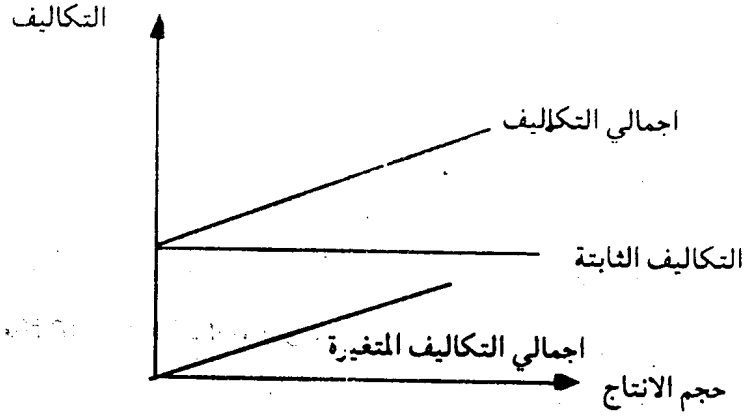 التكاليف
اجمالي التكاليف
التكاليف الثابتة
اجمالي التكاليف المتغيرة
حجم الانتاج